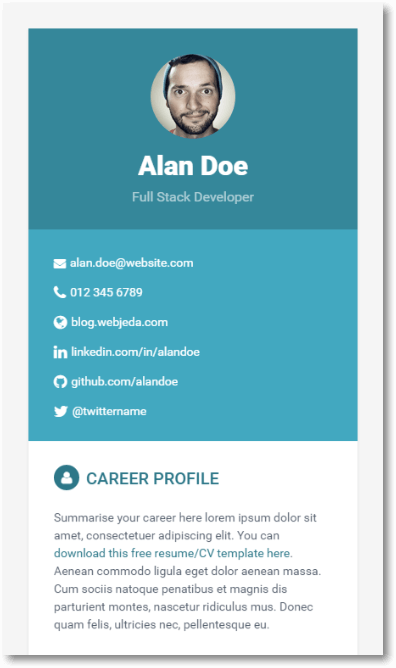 Alan Doe
Full Stack Developer
alan.doe@website.com
012 345 6789
blog.webjeda.com
linkedin.com/in/alandoe
github.com/alandoe
@twittername
CAREER PROFILE
Summarise your career here lorem ipsum dolor sit
amet, consectetuer adipiscing elit. You can
download this free resume/CV template here.
Aenean commodo ligula eget dolor aenean massa.
Cum sociis natoque penatibus et magnis dis
parturient montes, nascetur ridiculus mus. Donec
quam felis, ultricies nec, pellentesque eu.